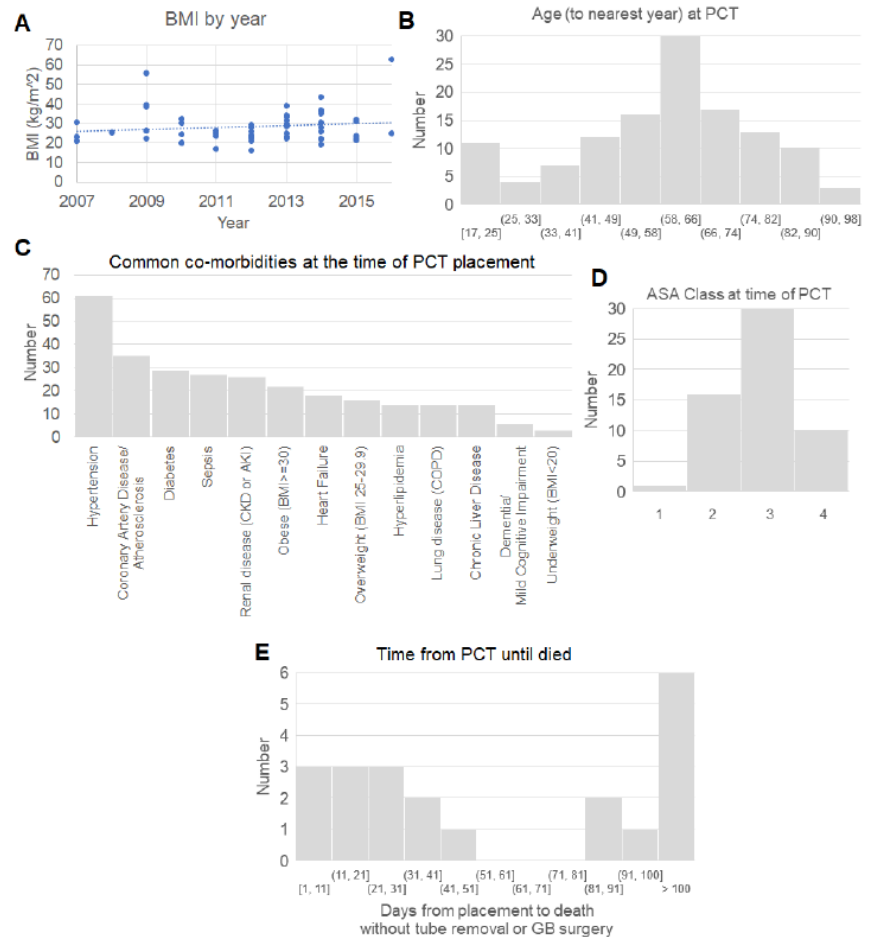 A
BMI by year
70
60
50
40
30
20
10
0
BMI (kg/m^2)
2007
2009
2011
2013
2015
Year
B
Age (to nearest year) at PCT
30
25
20
15
10
5
0
Number
(25, 33]
(41, 49]
(58, 66]
(74, 82]
(90, 98]
[17, 25]
(33, 41]
(49, 58]
(66, 74]
(82, 90]
C
Common co-morbidities at the time of PCT placement
70
60
50
40
30
20
10
0
Number
Hypertension
Coronary Artery Disease/
Atherosclerosis
Diabetes
Sepsis
Renal disease (CKD or AKI)
Obese (BMI>=30)
Heart Failure
Overweight (BMI 25-29.9)
Hyperlipidemia
Lung disease (COPD)
Chronic Liver Disease
Dementia/
Mild Cognitive Impairment
Underweight (BMI<20)
D
ASA Class at time of PCT
30
25
20
15
10
5
0
Number
1
2
3
4
E
Time from PCT until died
6
5
4
3
2
1
0
Number
(11, 21]
(31, 41]
(51, 61]
(71, 81]
(91, 100]
[1, 11]
(21, 31]
(41, 51]
(61, 71]
(81, 91]
> 100
Days from placement to death
without tube removal or GB surgery